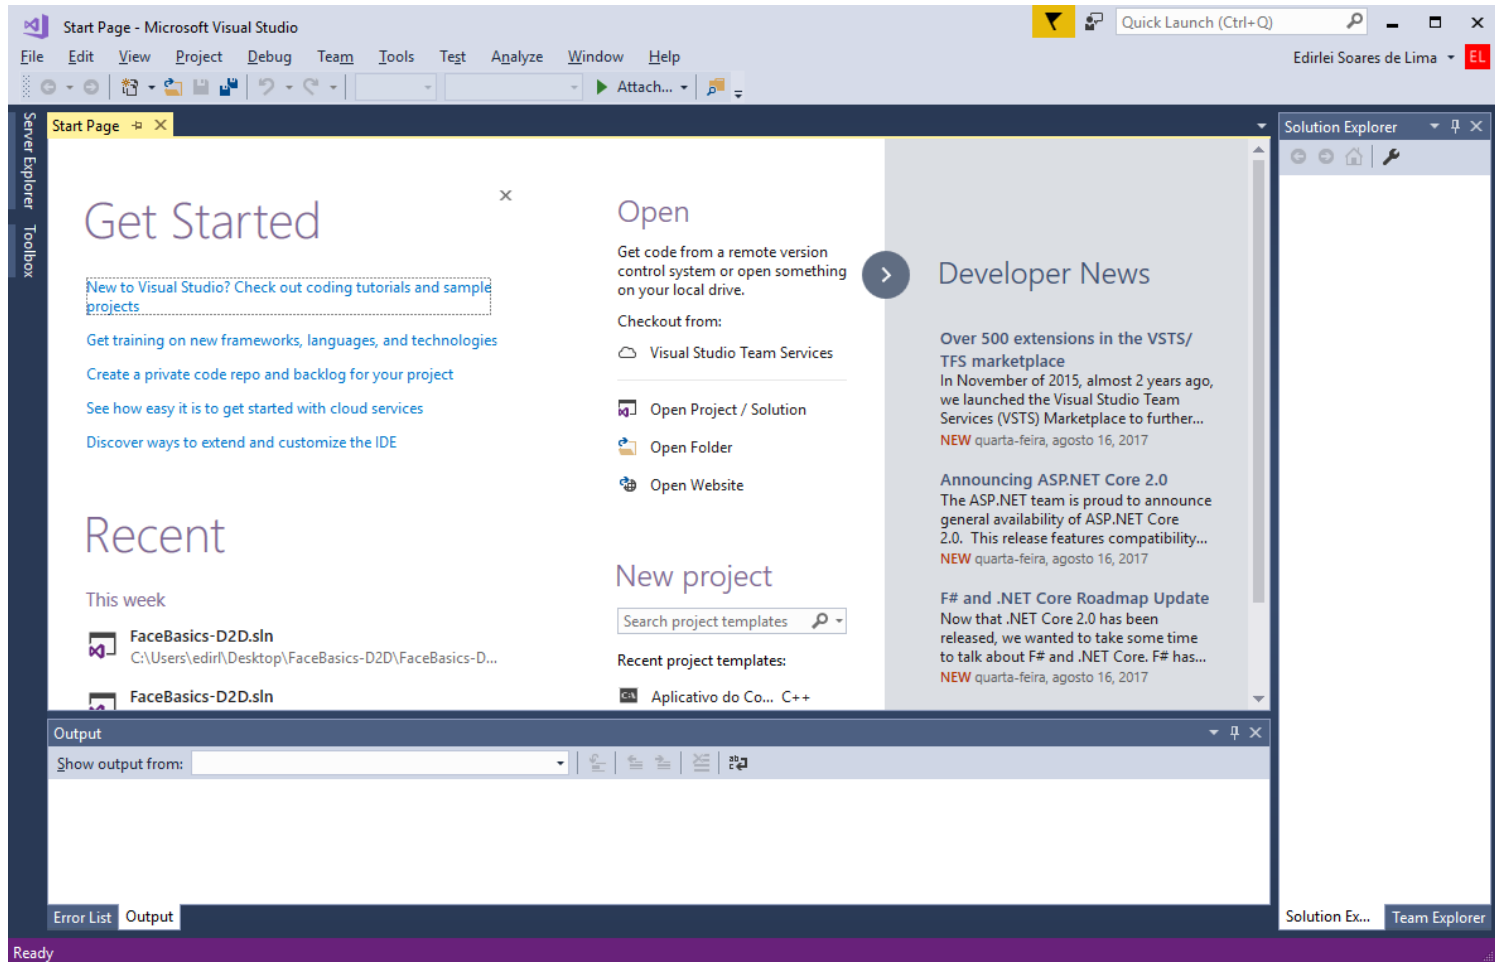 Start Page - Microsoft Visual Studio
Quick Launch (Ctrl+Q)
File Edit View Project Debug Team Tools Test Analyze Window Help
Edirlei Soares de Lima EL
Attach...
Server Explorer
Toolbox
Start Page
Get Started
New to Visual Studio? Check out coding tutorials and sample
projects
Get training on new frameworks, languages, and technologies
Create a private code repo and backlog for your project
See how easy it is to get started with cloud services
Discover ways to extend and customize the IDE
Recent
This week
FaceBasics-D2D.sln
C:\Users\edirl\Desktop\FaceBasics-D2D\FaceBasics-D...
FaceBasics-D2D.sln
Open
Get code from a remote version
control system or open something
on your local drive.
Checkout from:
Visual Studio Team Services
Open Project / Solution
Open Folder
Open Website
New project
Search project templates
Recent project templates:
Aplicativo do Co... C++
Developer News
Over 500 extensions in the VSTS/
TFS marketplace
In November of 2015, almost 2 years ago,
we launched the Visual Studio Team
Services (VSTS) Marketplace to further...
NEW quarta-feira, agosto 16, 2017
Announcing ASP.NET Core 2.0
The ASP.NET team is proud to announce
general availability of ASP.NET Core
2.0. This release features compatibility...
NEW quarta-feira, agosto 16, 2017
F# and .NET Core Roadmap Update
Now that .NET Core 2.0 has been
released, we wanted to take some time
to talk about F# and .NET Core. F# has...
NEW quarta-feira, agosto 16, 2017
Solution Explorer
Output
Show output from:
Error List Output
Solution Ex... Team Explorer
Ready